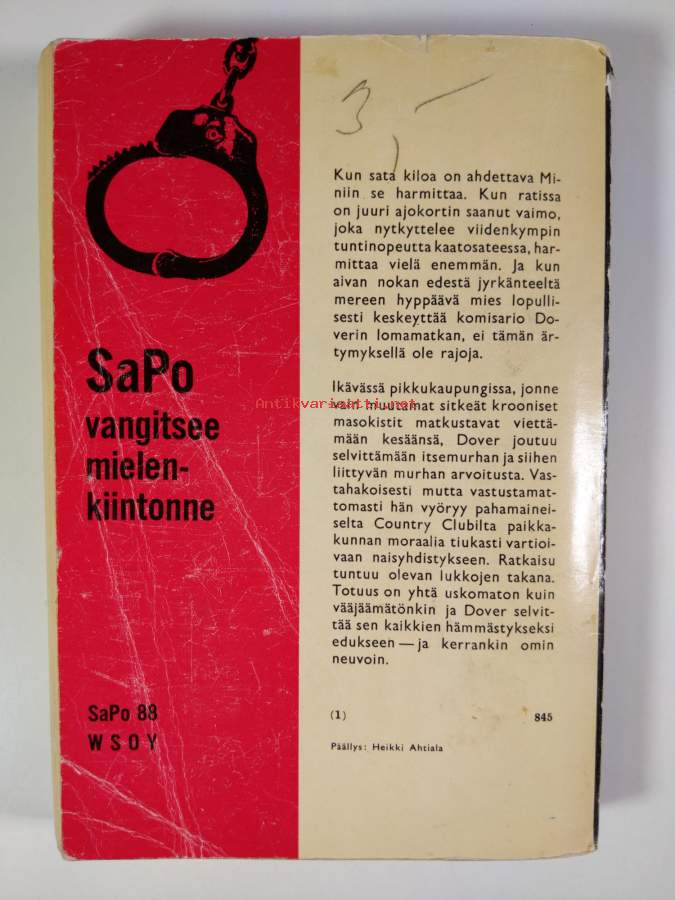 3,-
Kun sata kiloa on ahdettava Mi-
niin se harmittaa. Kun ratissa
on juuri ajokortin saanut vaimo,
joka nytkyttelee viidenkympin
tuntinopeutta kaatosateessa, har-
mittaa vielä enemmän. Ja kun
aivan nokan edestä jyrkänteeltä
mereen hyppäävä mies lopulli-
sesti keskeyttää komisario Do-
verin lomamatkan, ei tämän är-
tymyksellä ole rajoja.
Ikävässä pikkukaupungissa, jonne
vain muutamat sitkeät krooniset
masokistit matkustavat viettä-
mään kesäänsä, Dover joutuu
selvittämään itsemurhan ja siihen
liittyvän murhan arvoitusta. Vas-
tahakoisesti mutta vastustamat-
tomasti hän vyöryy pahamainei-
selta Country Clubilta paikka-
kunnan moraalia tiukasti vartioi-
vaan naisyhdistykseen. Ratkaisu
tuntuu olevan lukkojen takana.
Totuus on yhtä uskomaton kuin
vääjäämätönkin ja Dover selvit-
tää sen kaikkien hämmästykseksi
edukseen — ja kerrankin omin
neuvoin.
SaPo
vangitsee
mielen-
kiintonne
Antikvariaatti.net
SaPo 88
WSOY
(1) 845
Päällys: Heikki Ahtiala